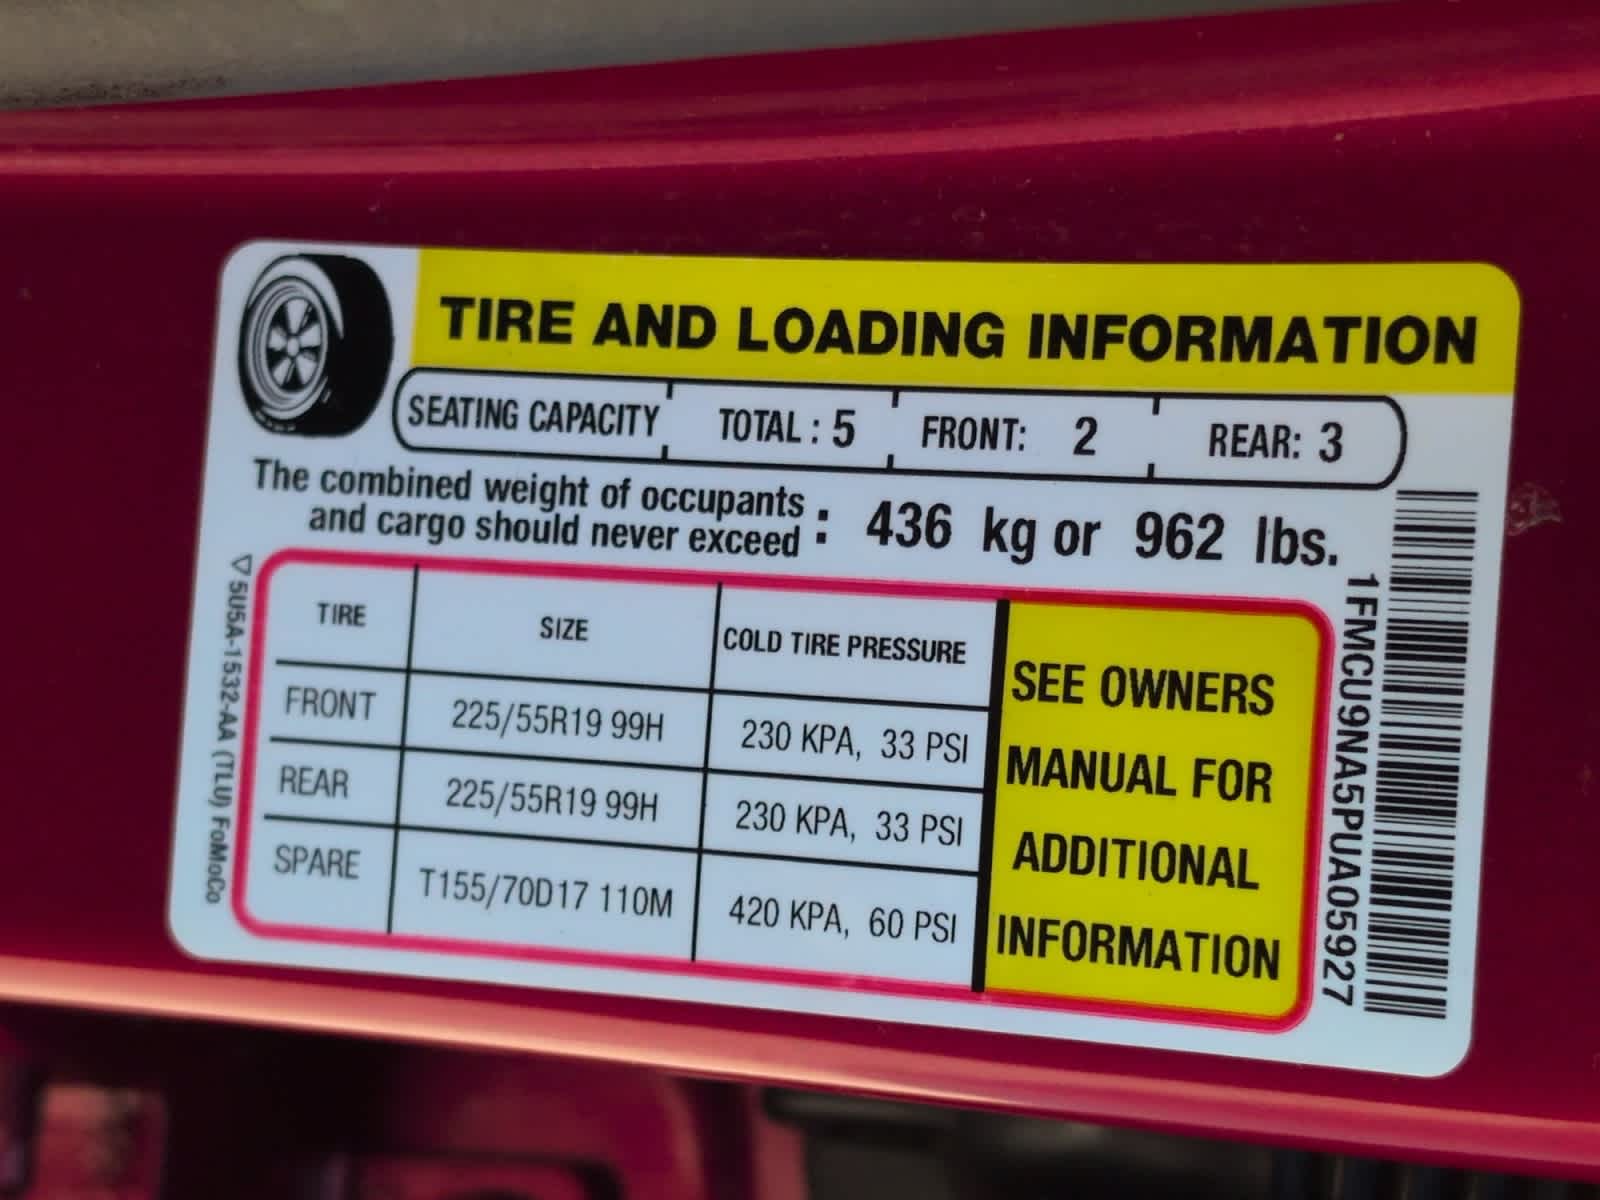 TIRE AND LOADING INFORMATION
SEATING CAPACITY TOTAL : 5 FRONT: 2 REAR: 3
The combined weight of occupants
and cargo should never exceed : 436 kg or 962 lbs.
TIRE SIZE COLD TIRE PRESSURE
FRONT 225/55R19 99H 230 KPA, 33 PSI
REAR 225/55R19 99H 230 KPA, 33 PSI
SPARE T155/70D17 110M 420 KPA, 60 PSI
SEE OWNERS
MANUAL FOR
ADDITIONAL
INFORMATION
5U5A-1532-AA (TLU) FoMoCo
1FMCU9NA5PUA05927